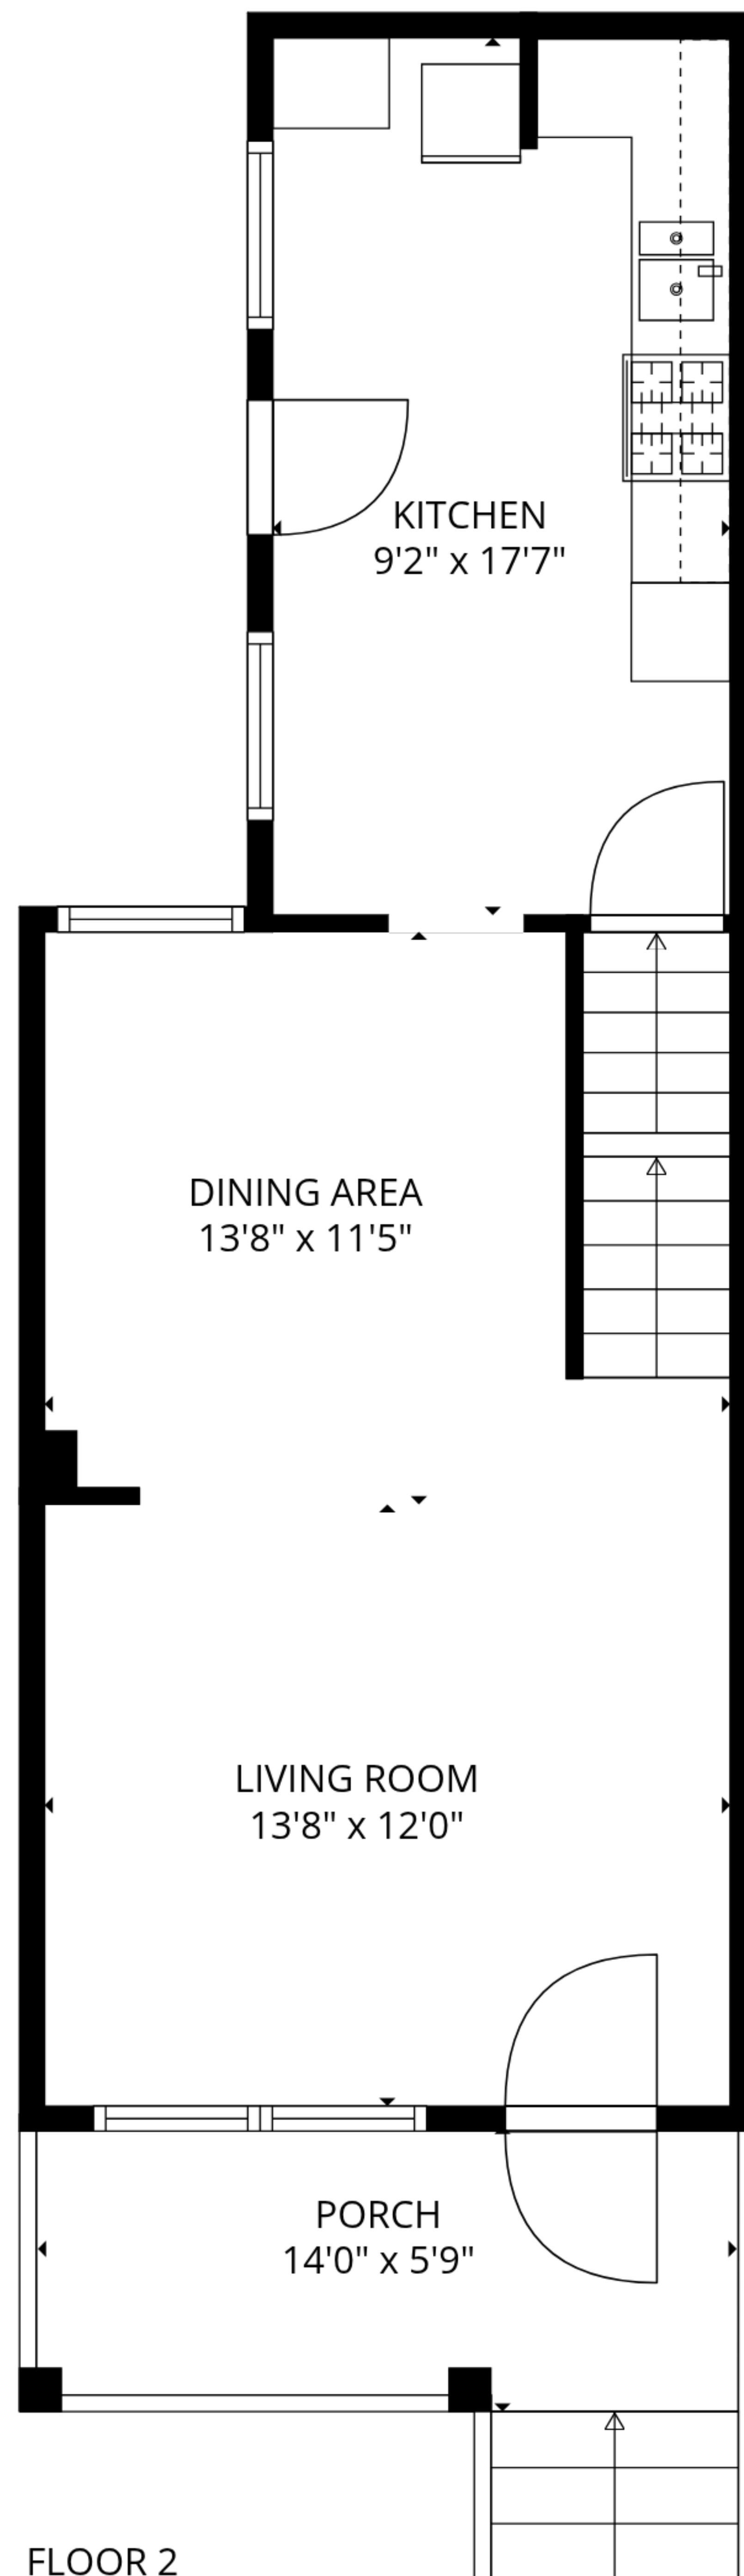 KITCHEN
9'2" x 17'7"
DINING AREA
13'8" x 11'5"
LIVING ROOM
13'8" x 12'0"
PORCH
14'0" x 5'9"
FLOOR 2